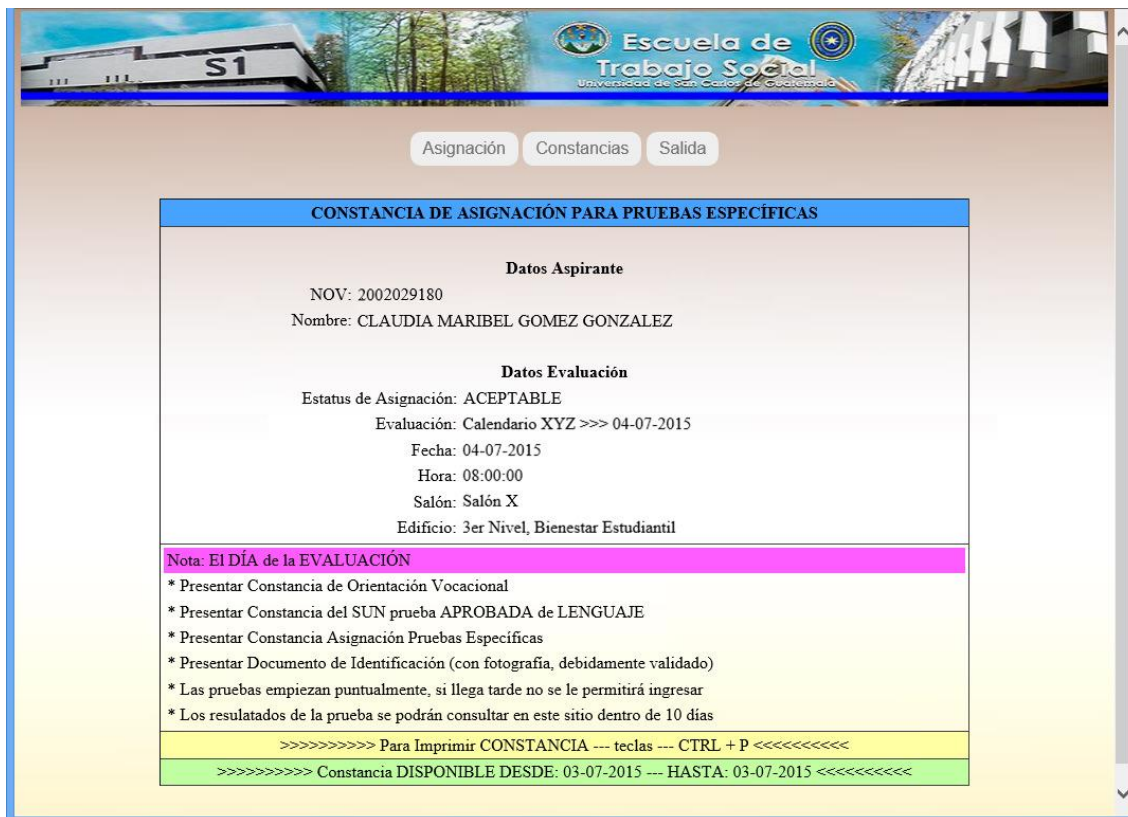 S1
Escuela de
Trabajo Social
Universidad de San Carlos de Guatemala
Asignación Constancias Salida
CONSTANCIA DE ASIGNACIÓN PARA PRUEBAS ESPECÍFICAS
Datos Aspirante
NOV: 2002029180
Nombre: CLAUDIA MARIBEL GOMEZ GONZALEZ
Datos Evaluación
Estatus de Asignación: ACEPTABLE
Evaluación: Calendario XYZ >>> 04-07-2015
Fecha: 04-07-2015
Hora: 08:00:00
Salón: Salón X
Edificio: 3er Nivel, Bienestar Estudiantil
Nota: El DÍA de la EVALUACIÓN
* Presentar Constancia de Orientación Vocacional
* Presentar Constancia del SUN prueba APROBADA de LENGUAJE
* Presentar Constancia Asignación Pruebas Específicas
* Presentar Documento de Identificación (con fotografía, debidamente validado)
* Las pruebas empiezan puntualmente, si llega tarde no se le permitirá ingresar
* Los resulatados de la prueba se podrán consultar en este sitio dentro de 10 días
>>>>>>>>>> Para Imprimir CONSTANCIA --- teclas --- CTRL + P <<<<<<<<<<
>>>>>>>>>> Constancia DISPONIBLE DESDE: 03-07-2015 --- HASTA: 03-07-2015 <<<<<<<<<<